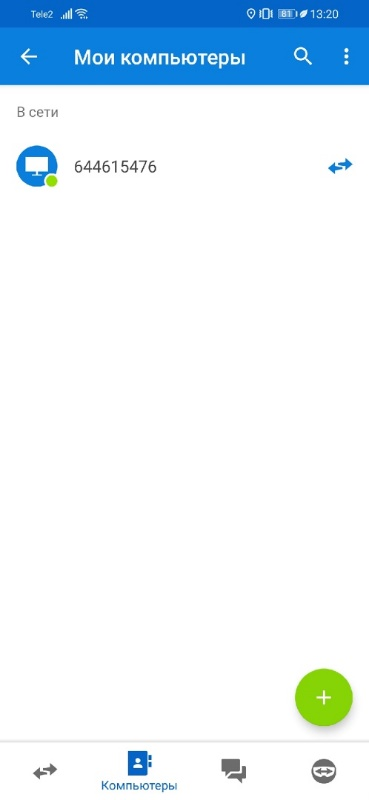 Tele2 81 13:20
Мои компьютеры
В сети
644615476
Компьютеры